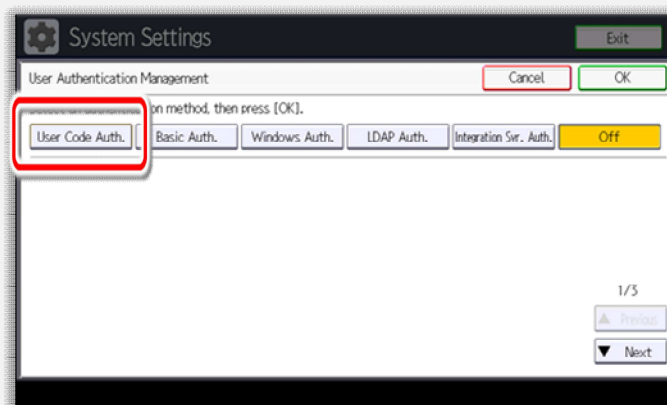 System Settings
Exit
User Authentication Management
Cancel
OK
on method, then press [OK].
User Code Auth.
Basic Auth.
Windows Auth.
LDAP Auth.
Integration Svr. Auth.
Off
1/3
▲ Previous
▼ Next